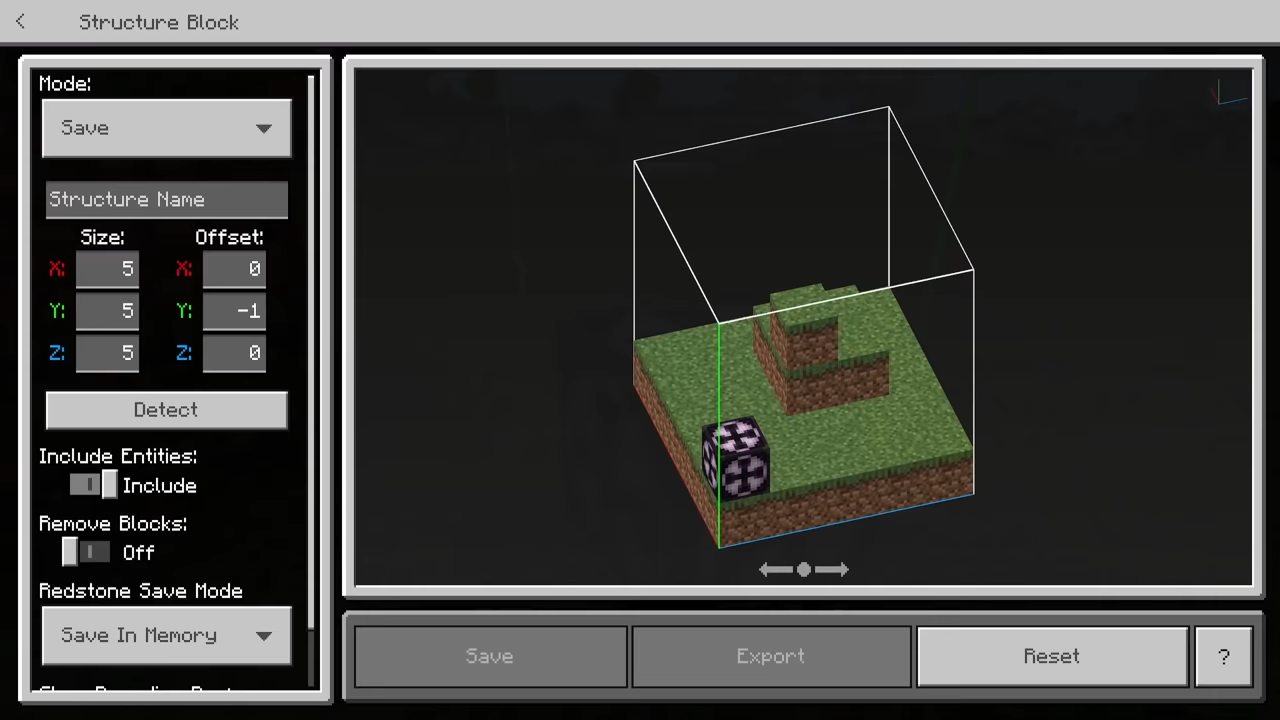 Structure Block
Mode:
Save
Structure Name
Size: Offset:
X: 5 X: 0
Y: 5 Y: -1
Z: 5 Z: 0
Detect
Include Entities:
Include
Remove Blocks:
Off
Redstone Save Mode
Save In Memory
Save Export Reset ?